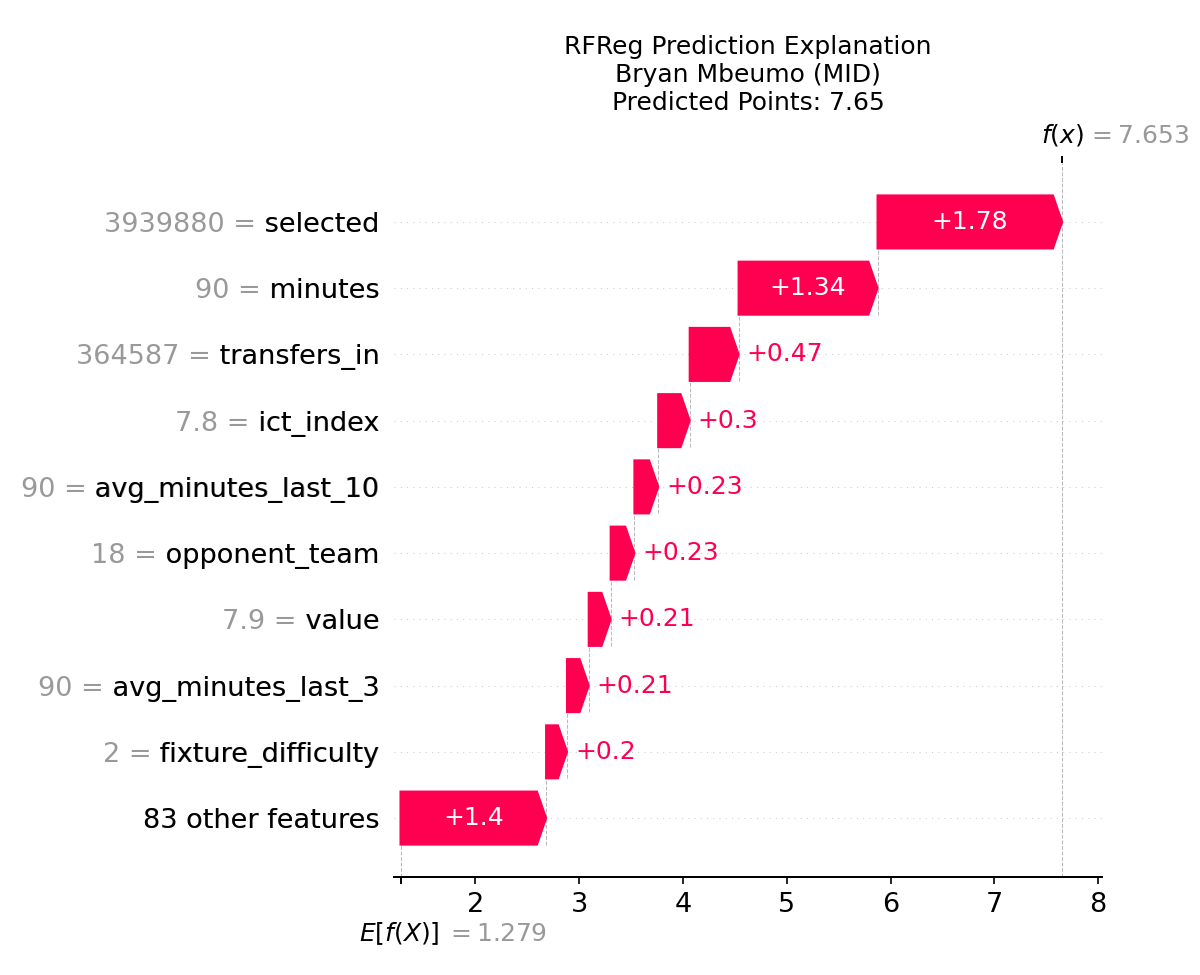 RFReg Prediction Explanation
Bryan Mbeumo (MID)
Predicted Points: 7.65
f(x) = 7.653
3939880 = selected
+1.78
90 = minutes
+1.34
364587 = transfers_in
+0.47
7.8 = ict_index
+0.3
90 = avg_minutes_last_10
+0.23
18 = opponent_team
+0.23
7.9 = value
+0.21
90 = avg_minutes_last_3
+0.21
2 = fixture_difficulty
+0.2
83 other features
+1.4
2 3 4 5 6 7 8
E[f(X)] = 1.279